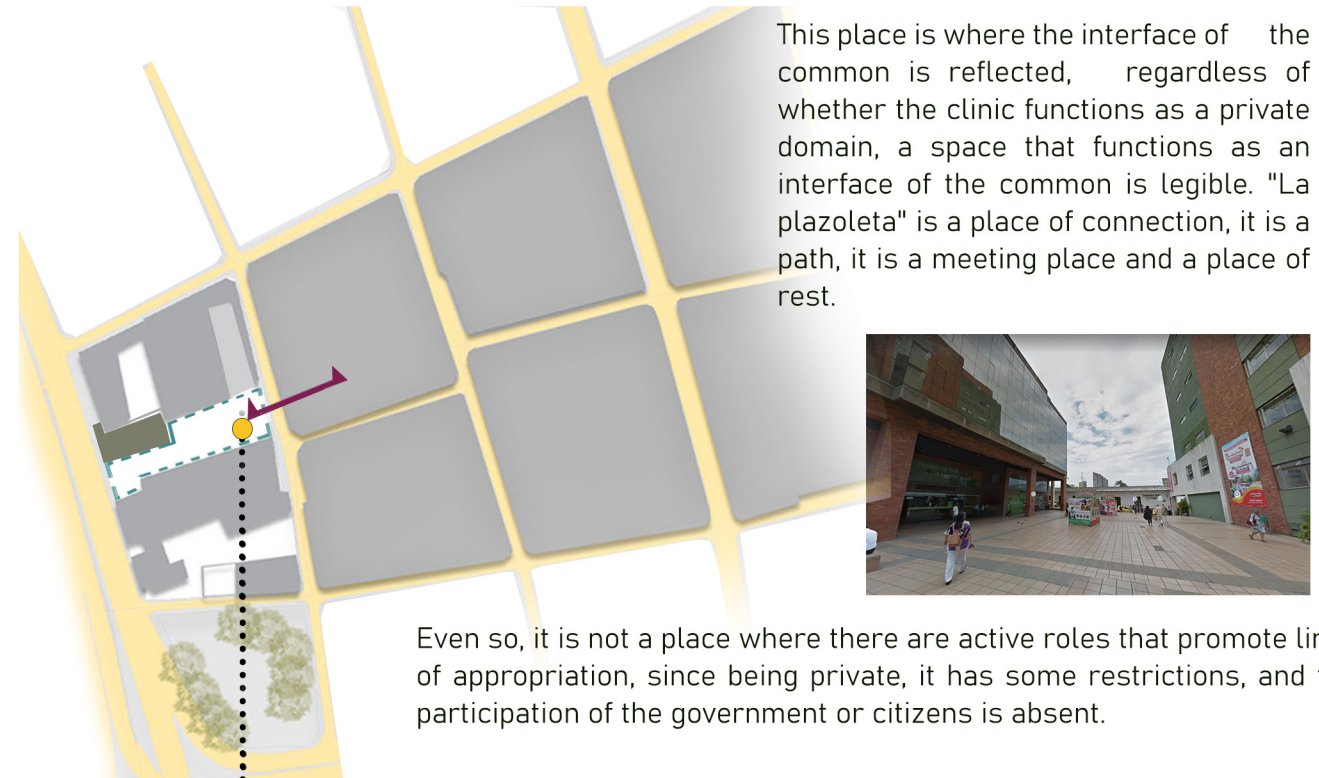 This place is where the interface of the
common is reflected, regardless of
whether the clinic functions as a private
domain, a space that functions as an
interface of the common is legible. "La
plazoleta" is a place of connection, it is a
path, it is a meeting place and a place of
rest.
Even so, it is not a place where there are active roles that promote
of appropriation, since being private, it has some restrictions, and
participation of the government or citizens is absent.